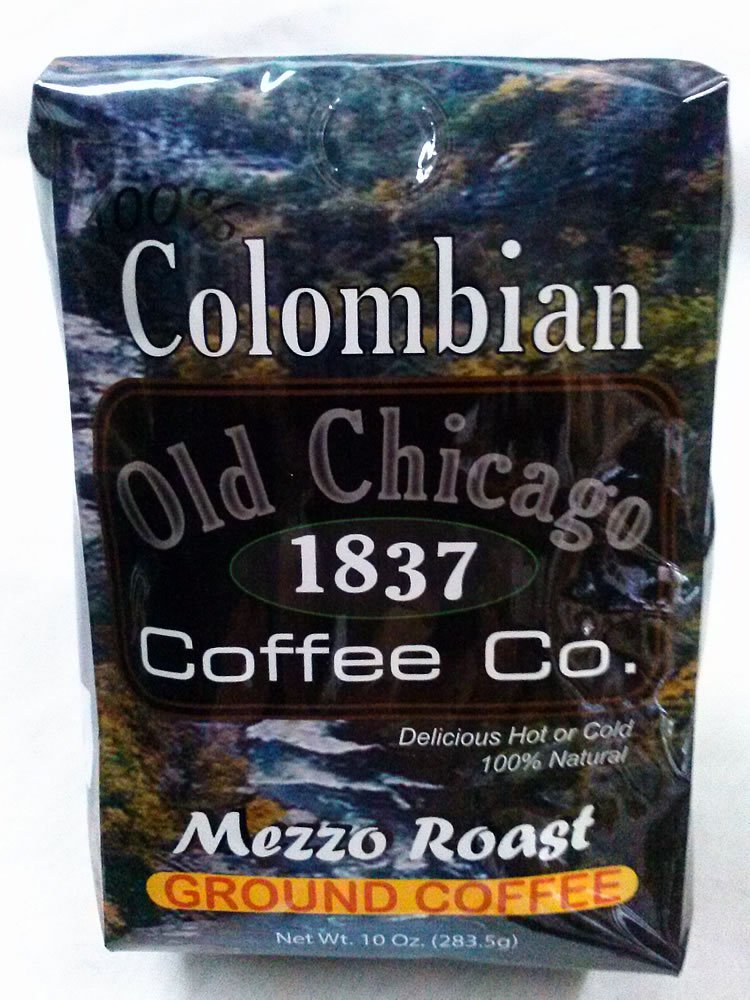 100%
Colombian
Old Chicago
1837
Coffee Co.
Delicious Hot or Cold
100% Natural
Mezzo Roast
GROUND COFFEE
Net Wt. 10 Oz. (283.5g)